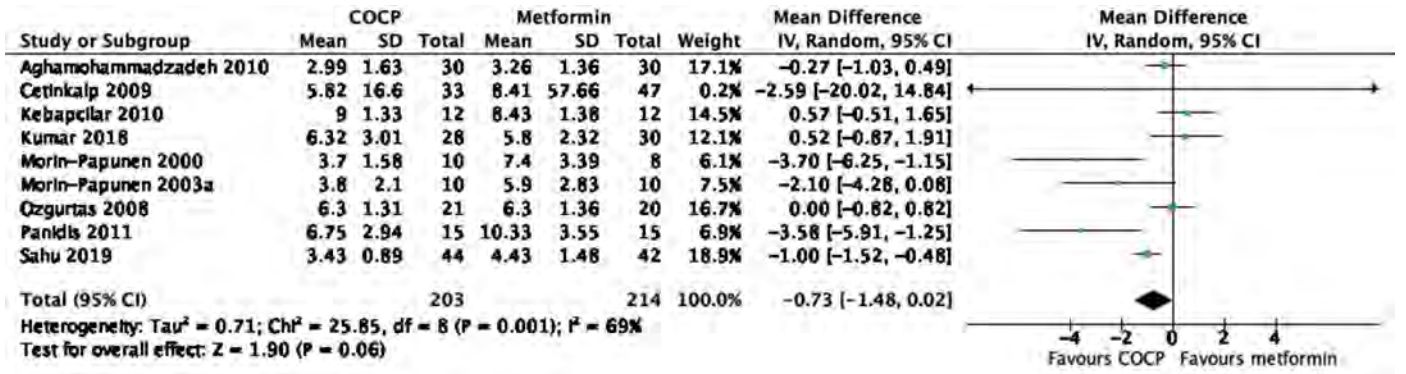 COCP Metformin Mean Difference Mean Difference
Study or Subgroup Mean SD Total Mean SD Total Weight IV, Random, 95% CI IV, Random, 95% CI
Aghamohammadzadeh 2010 2.99 1.63 30 3.26 1.36 30 17.1% −0.27 [−1.03, 0.49]
Cetinkalp 2009 5.82 16.6 33 8.41 57.66 47 0.2% −2.59 [−20.02, 14.84]
Kebapcilar 2010 9 1.33 12 8.43 1.38 12 14.5% 0.57 [−0.51, 1.65]
Kumar 2018 6.32 3.01 28 5.8 2.32 30 12.1% 0.52 [−0.87, 1.91]
Morin−Papunen 2000 3.7 1.58 10 7.4 3.39 8 6.1% −3.70 [−6.25, −1.15]
Morin−Papunen 2003a 3.8 2.1 10 5.9 2.83 10 7.5% −2.10 [−4.28, 0.08]
Ozgurtas 2008 6.3 1.31 21 6.3 1.36 20 16.7% 0.00 [−0.82, 0.82]
Panidis 2011 6.75 2.94 15 10.33 3.55 15 6.9% −3.58 [−5.91, −1.25]
Sahu 2019 3.43 0.89 44 4.43 1.48 42 18.9% −1.00 [−1.52, −0.48]
Total (95% CI) 203 214 100.0% −0.73 [−1.48, 0.02]
Heterogeneity: Tau² = 0.71; Chi² = 25.85, df = 8 (P = 0.001); I² = 69%
Test for overall effect: Z = 1.90 (P = 0.06)
−4 −2 0 2 4
Favours COCP Favours metformin